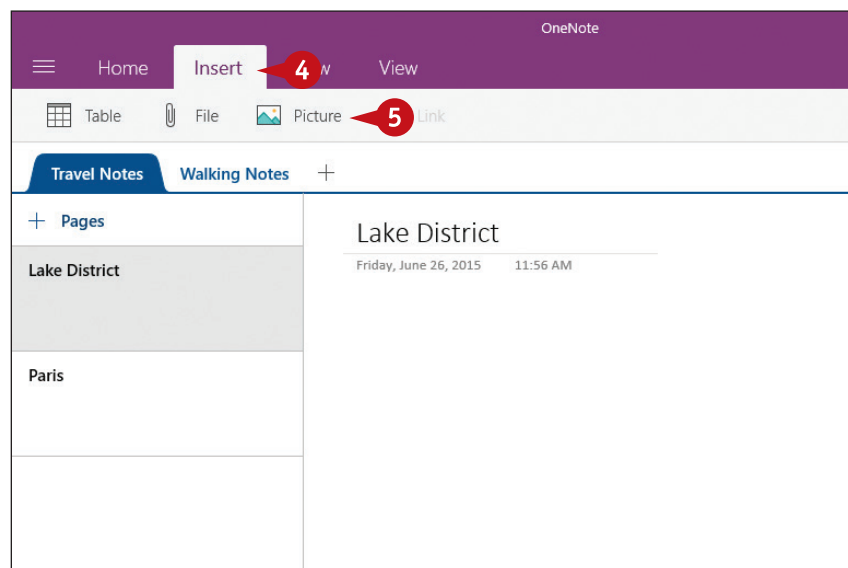 OneNote
Home Insert 4 w View
Table File Picture 5 Link
Travel Notes Walking Notes +
+ Pages
Lake District
Friday, June 26, 2015 11:56 AM
Lake District
Paris